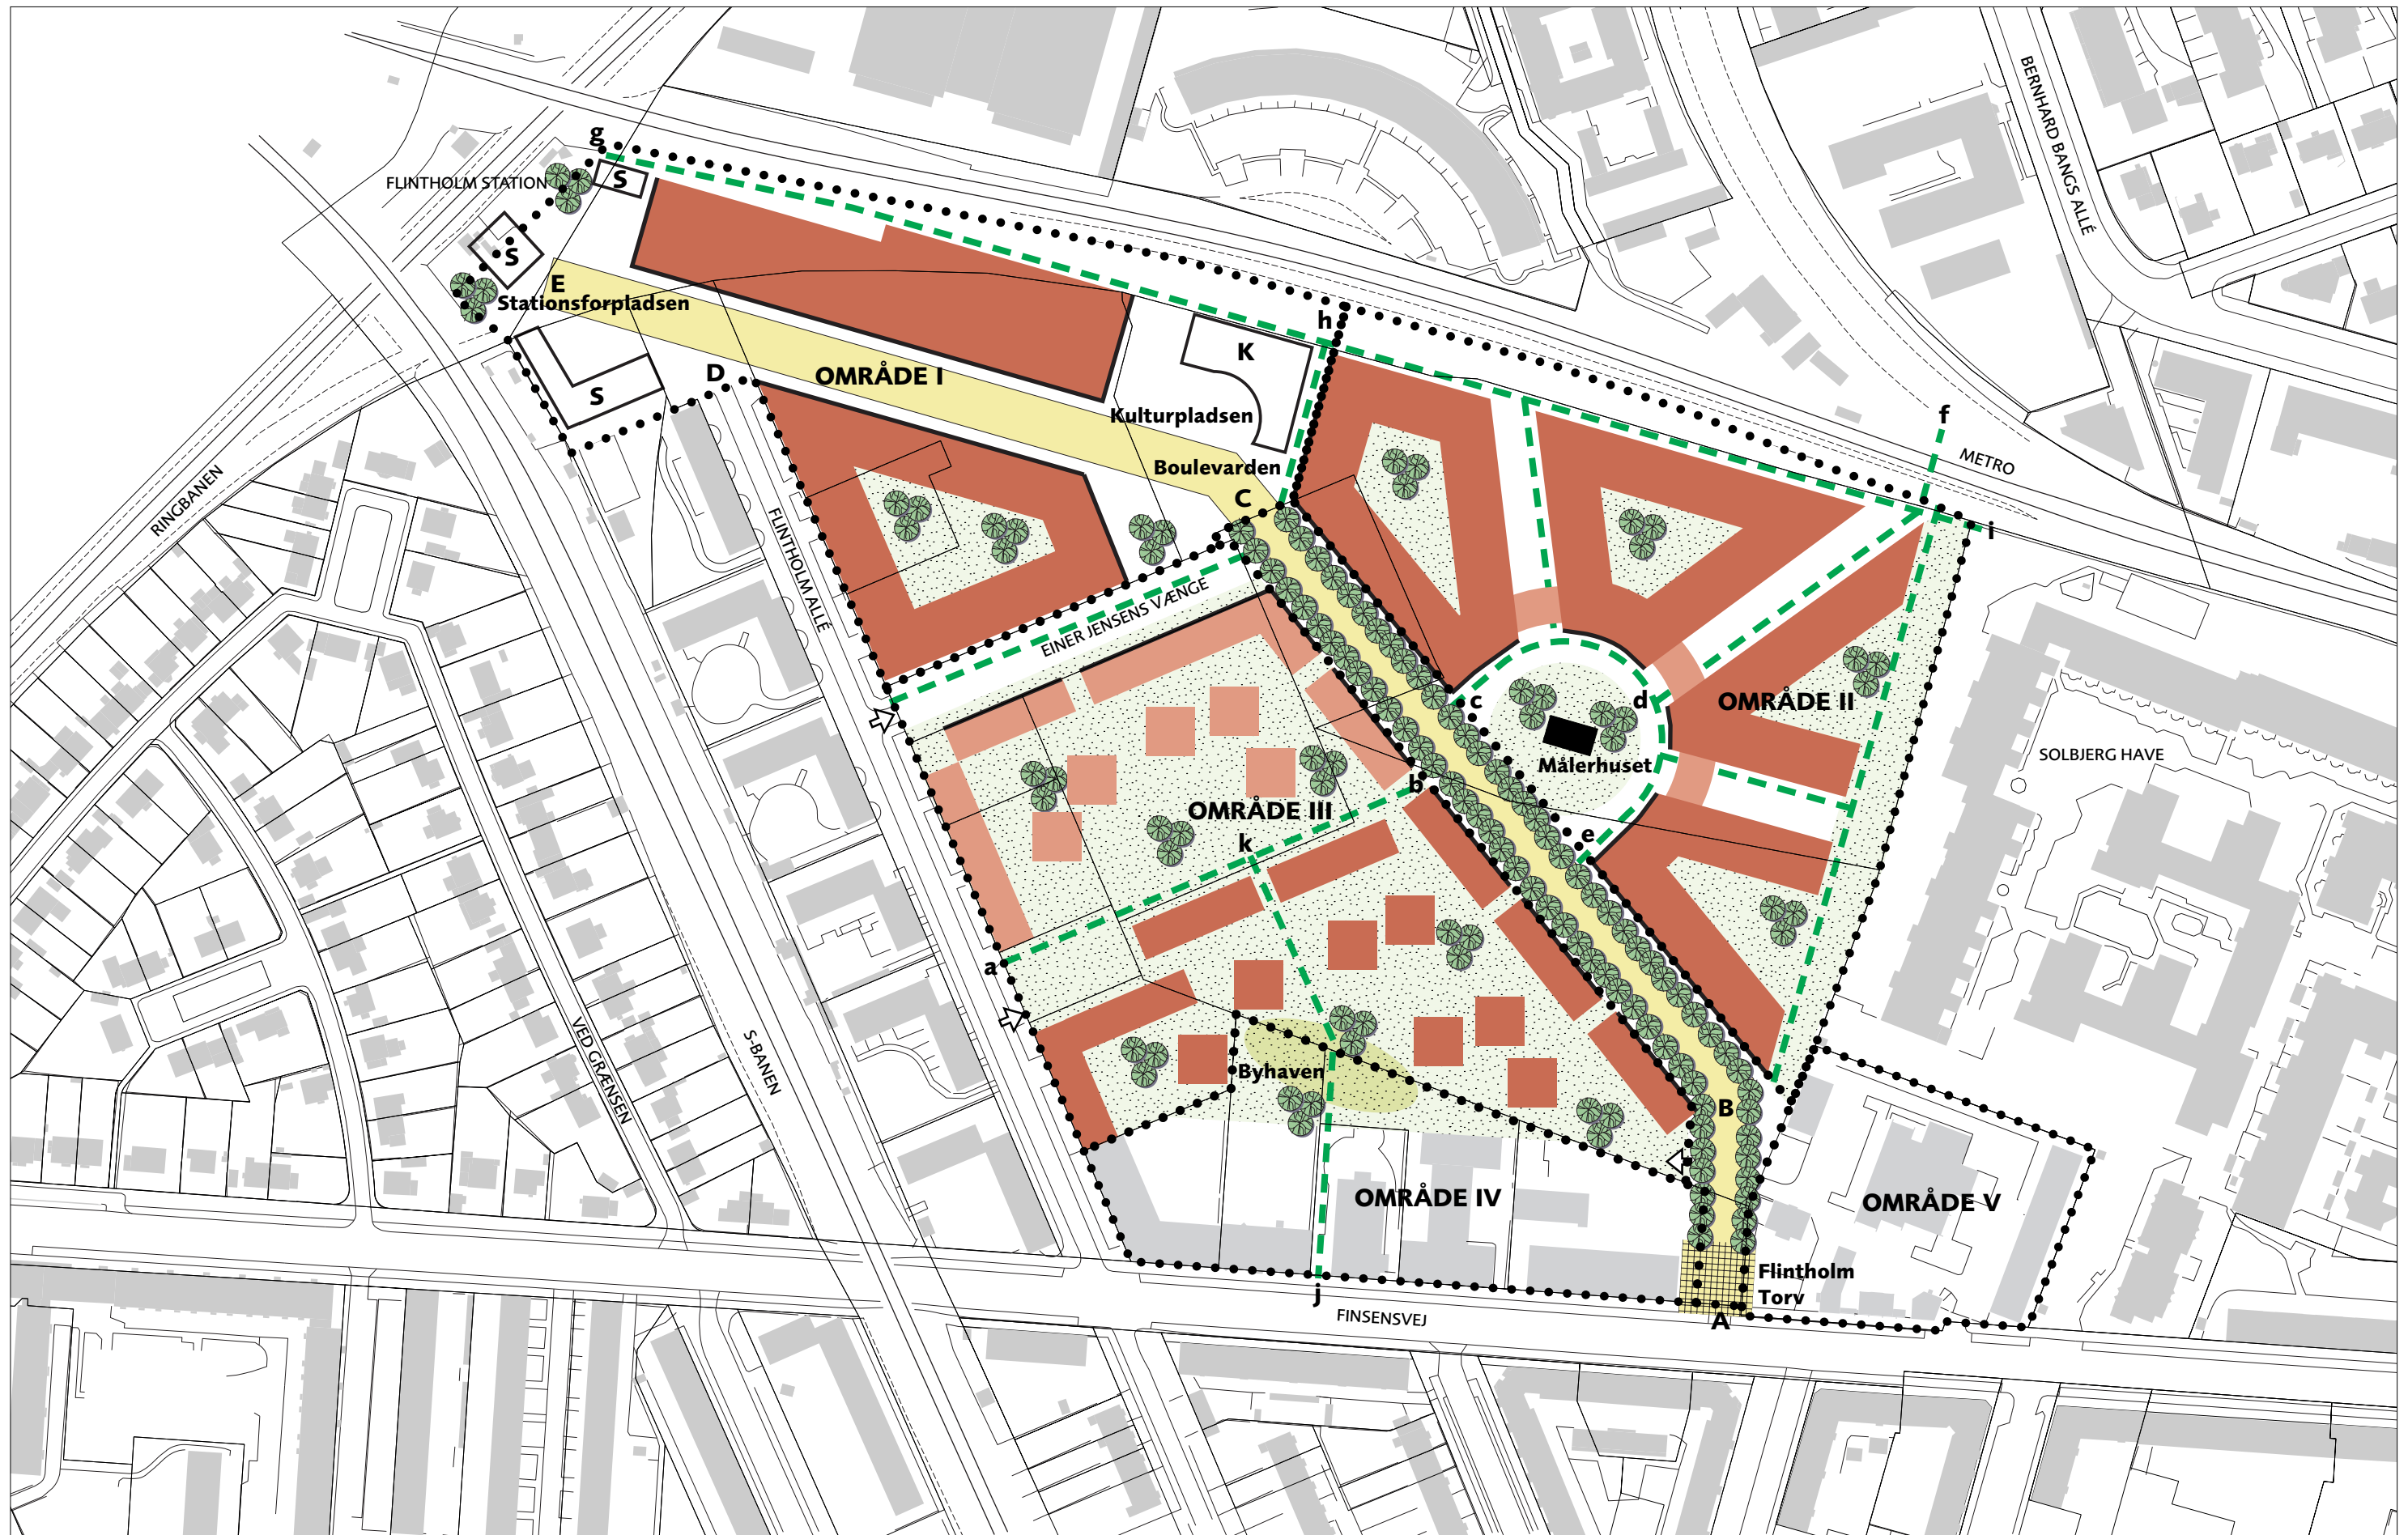 BERNHARD BANGS ALLÉ
g
FLINTHOLM STATION
S
S
E
Stationsforpladsen
h
K
D
OMRÅDE I
S
Kulturpladsen
f
METRO
Boulevarden
RINGBANEN
C
i
FLINTHOLM ALLÉ
EINER JENSENS VÆNGE
c
d
OMRÅDE II
SOLBJERG HAVE
Målerhuset
b
OMRÅDE III
e
k
a
VED GRÆNSEN
S-BANEN
Byhaven
B
OMRÅDE IV
OMRÅDE V
Flintholm
Torv
j
FINSENSVEJ
A